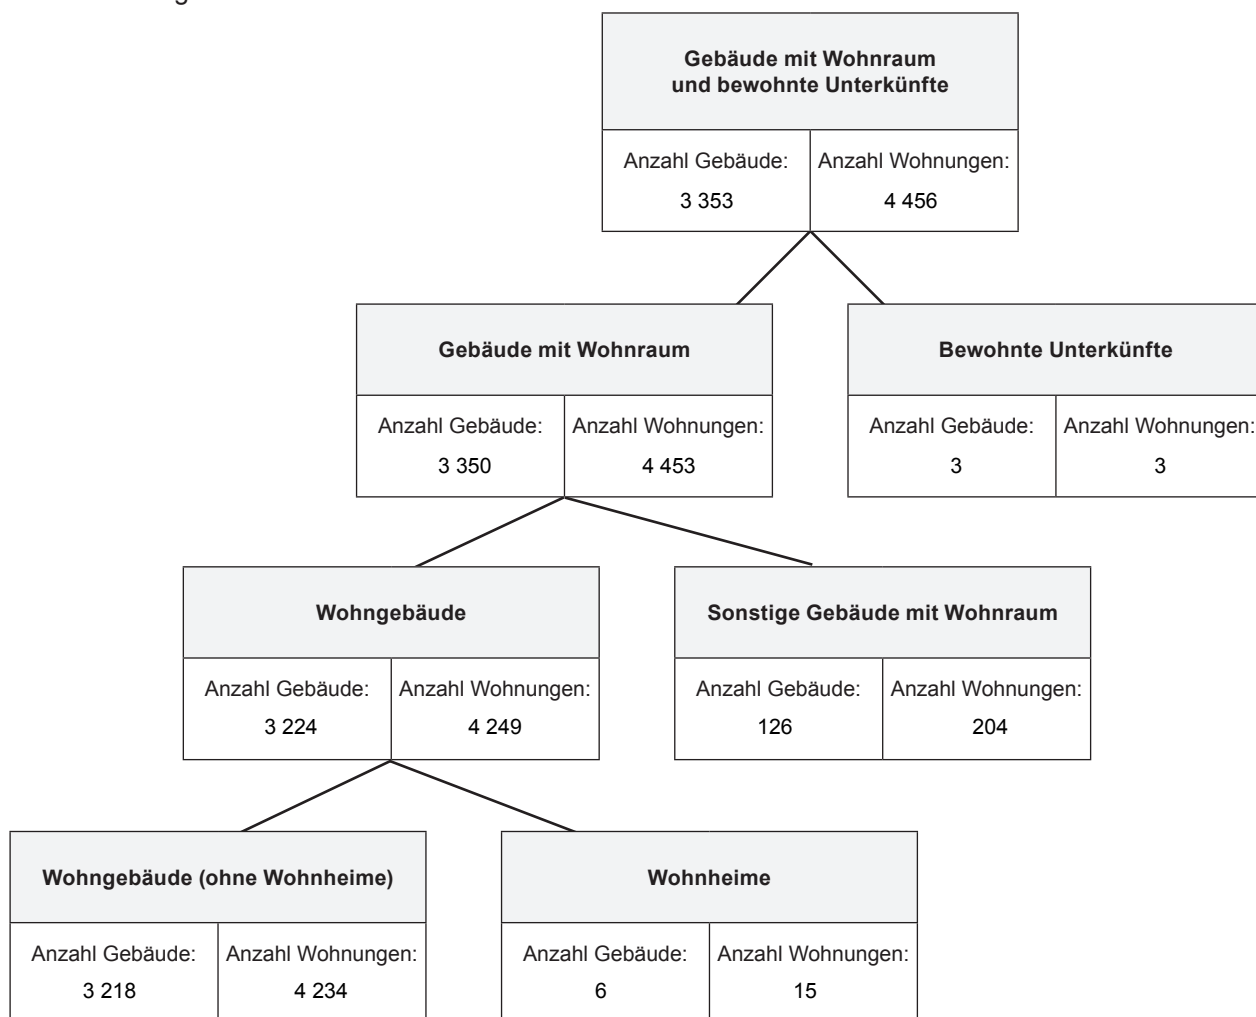 Gebäude mit Wohnraum
und bewohnte Unterkünfte
Anzahl Gebäude: Anzahl Wohnungen:
3 353 4 456
Gebäude mit Wohnraum Bewohnte Unterkünfte
Anzahl Gebäude: Anzahl Wohnungen: Anzahl Gebäude: Anzahl Wohnungen:
3 350 4 453 3 3
Wohngebäude Sonstige Gebäude mit Wohnraum
Anzahl Gebäude: Anzahl Wohnungen: Anzahl Gebäude: Anzahl Wohnungen:
3 224 4 249 126 204
Wohngebäude (ohne Wohnheime) Wohnheime
Anzahl Gebäude: Anzahl Wohnungen: Anzahl Gebäude: Anzahl Wohnungen:
3 218 4 234 6 15